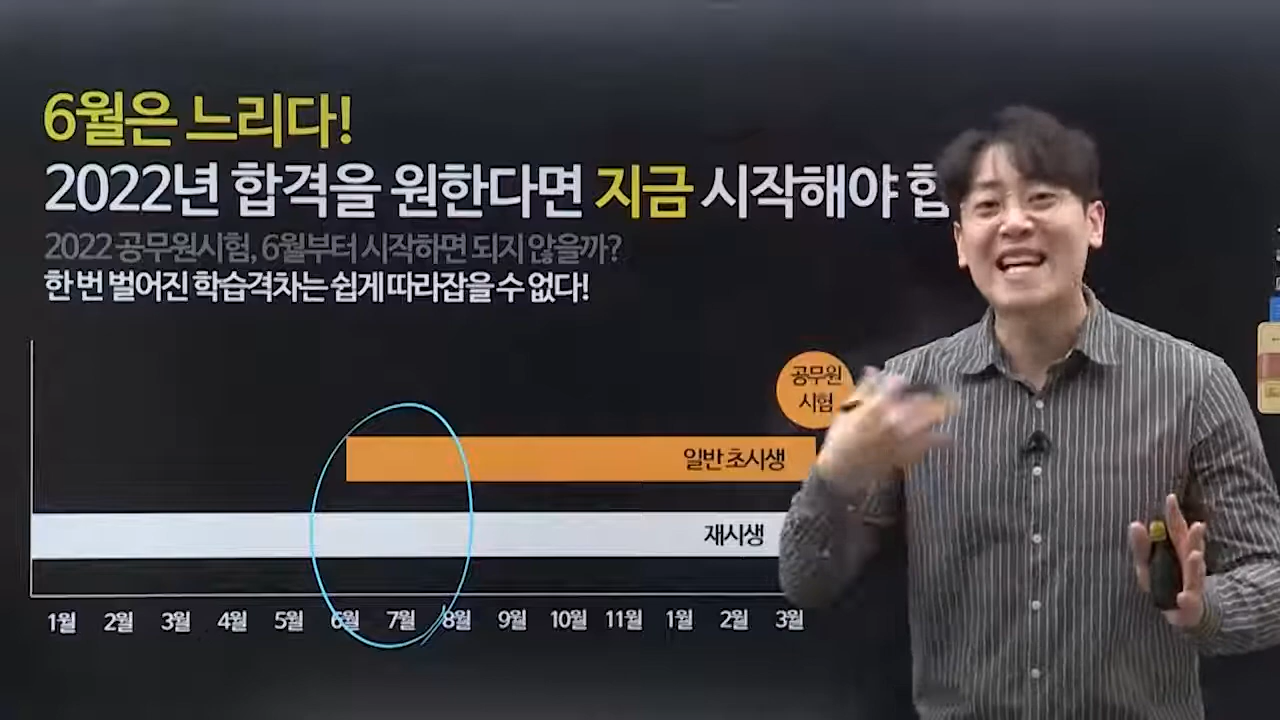 6월은 느리다!
2022년 합격을 원한다면 지금 시작해야
2022 공무원시험, 6월부터 시작하면 되지 않을까?
한 번 벌어진 학습격차는 쉽게 따라잡을 수 없다!
공무원
시험
일반 초시생
재시생
1월 2월 3월 4월 5월 6월 7월 8월 9월 10월 11월 1월 2월 3월